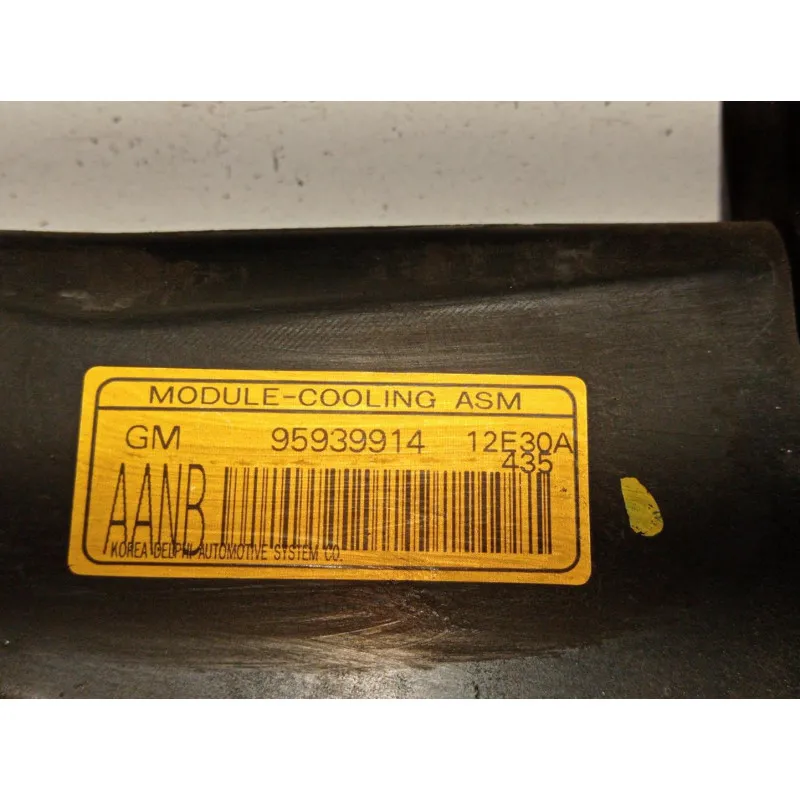 MODULE-COOLING ASM
GM 95939914 12E30A
435
AANB
KOREA DELPHI AUTOMOTIVE SYSTEM CO.